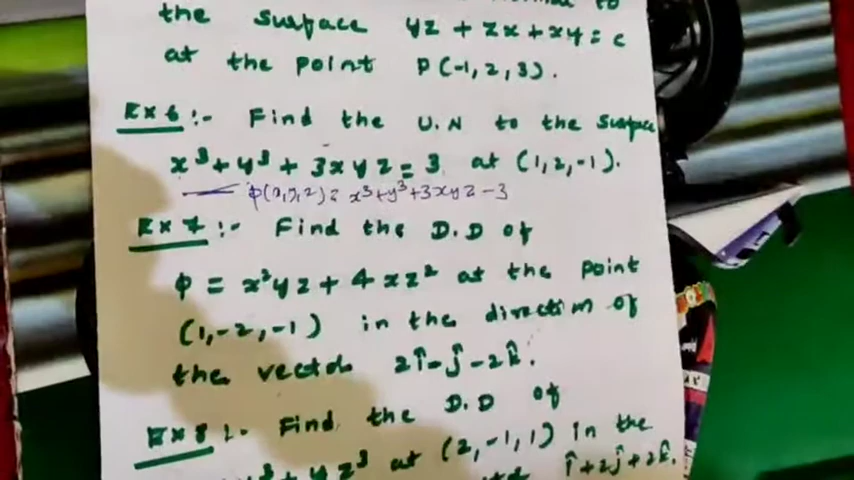 the surface yz + zx + xy = c
at the point P(-1, 2, 3).
Ex 6 :- Find the U.N to the surface
x³ + y³ + 3xyz = 3 at (1, 2, -1).
x³+y³+3xyz-3
Ex 7 :- Find the D.D of
φ = x²yz + 4xz² at the point
(1, -2, -1) in the direction of
the vector 2î - ĵ - 2k̂.
Ex 8 :- Find the D.D of
yz³ at (2, -1, 1) in the
î + 2ĵ + 2k̂.